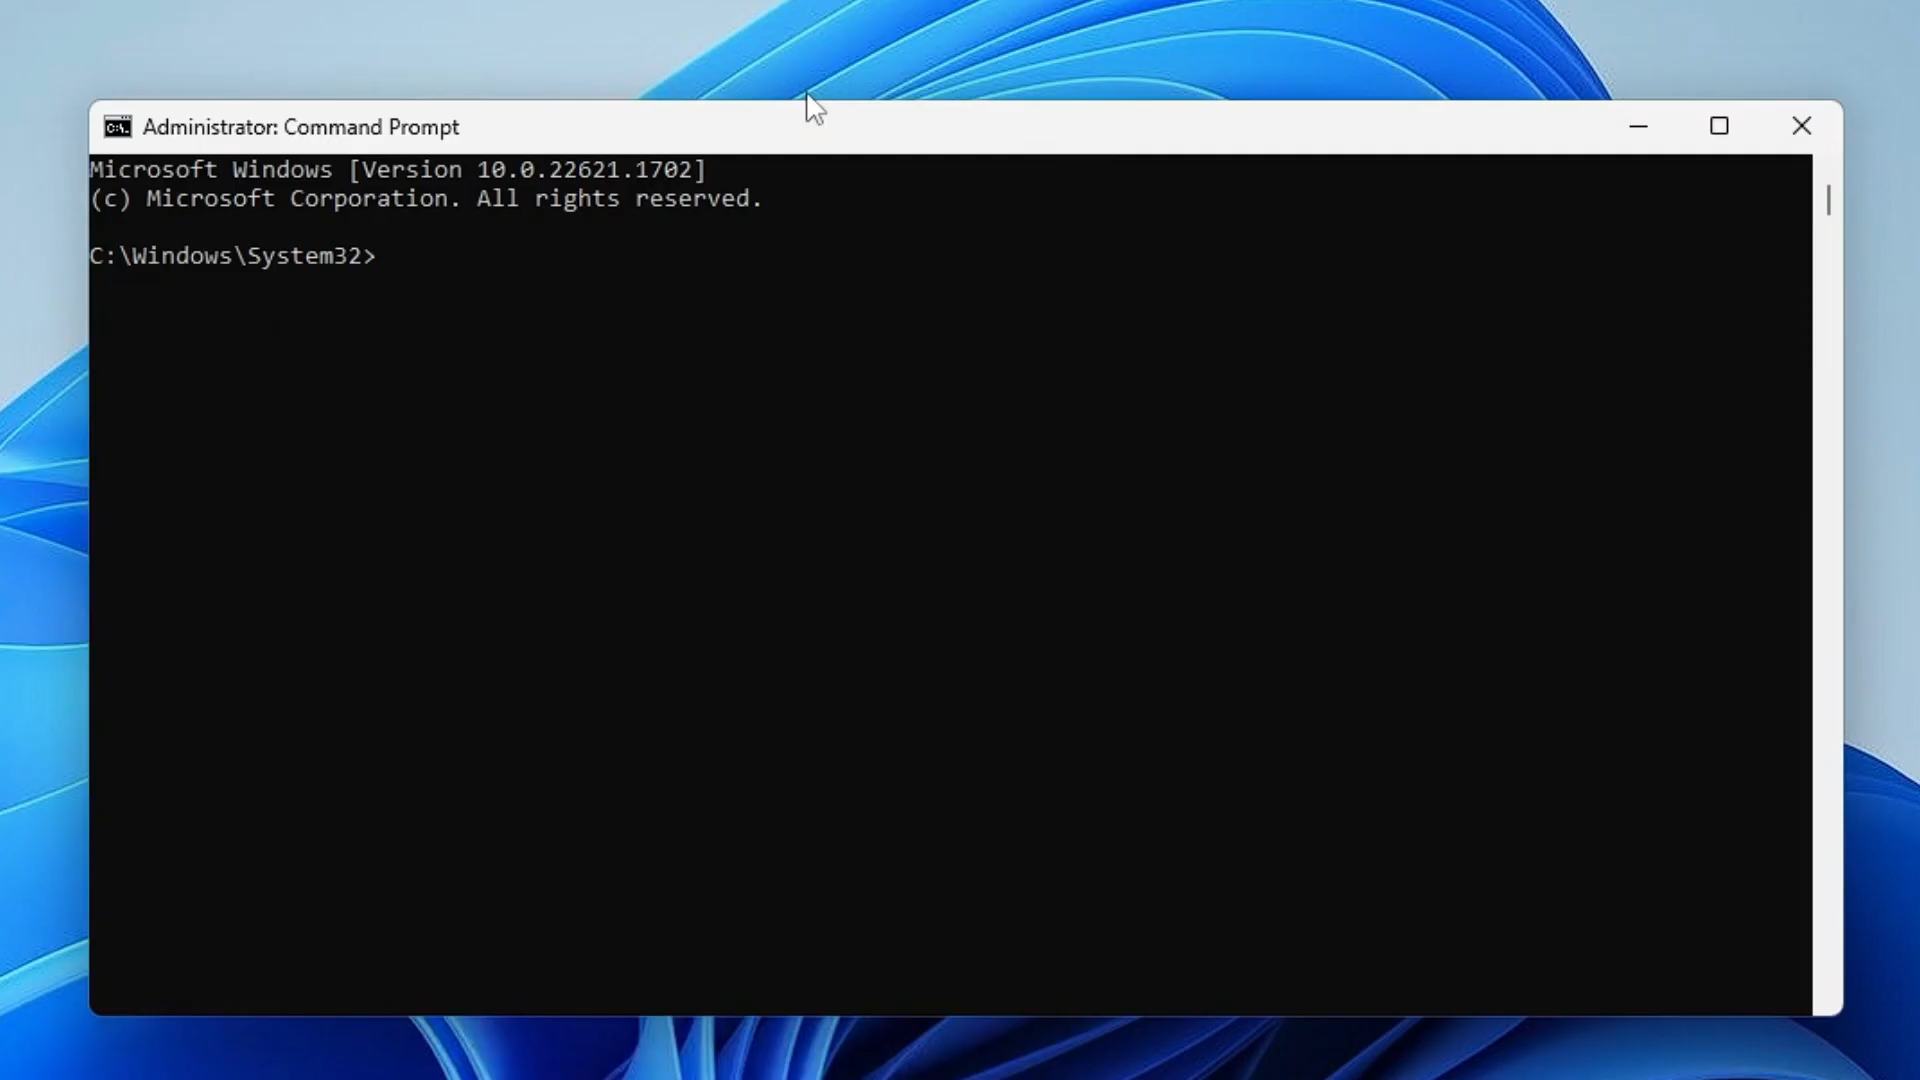 Administrator: Command Prompt
Microsoft Windows [Version 10.0.22621.1702]
(c) Microsoft Corporation. All rights reserved.
C:\Windows\System32>